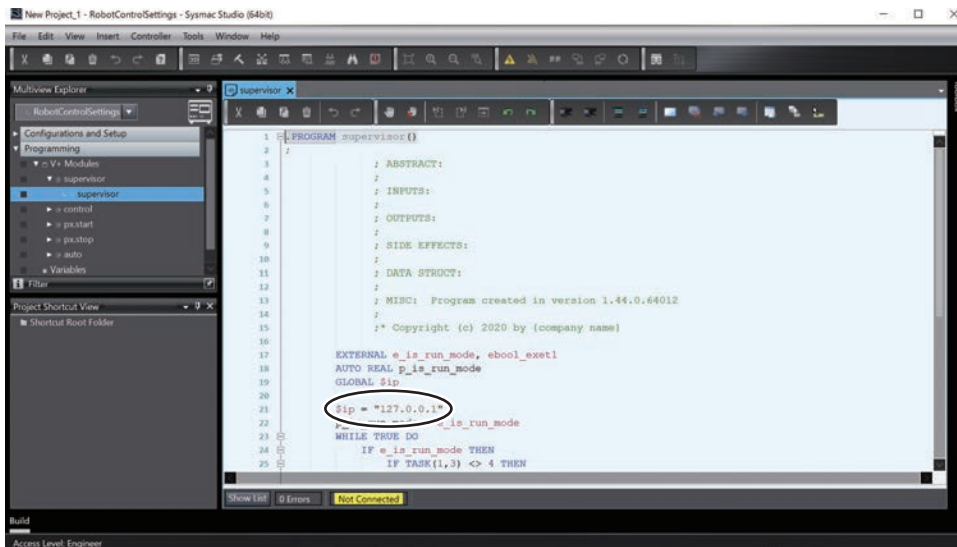 New Project_1 - RobotControlSettings - Sysmac Studio (64bit)
File Edit View Insert Controller Tools Window Help
Multiview Explorer
RobotControlSettings
Configurations and Setup
Programming
V+ Modules
supervisor
supervisor
control
px.start
px.stop
auto
Variables
Filter
Project Shortcut View
Shortcut Root Folder
supervisor
1 .PROGRAM supervisor()
2 ;
3 ; ABSTRACT:
4 ;
5 ; INPUTS:
6 ;
7 ; OUTPUTS:
8 ;
9 ; SIDE EFFECTS:
10 ;
11 ; DATA STRUCT:
12 ;
13 ; MISC: Program created in version 1.44.0.64012
14 ;
15 ;* Copyright (c) 2020 by {company name}
16
17 EXTERNAL e_is_run_mode, ebool_exet1
18 AUTO REAL p_is_run_mode
19 GLOBAL $ip
20
21 $ip = "127.0.0.1"
22 is_run_mode
23 WHILE TRUE DO
24 IF e_is_run_mode THEN
25 IF TASK(1,3) <> 4 THEN
Show List 0 Errors Not Connected
Build
Access Level: Engineer